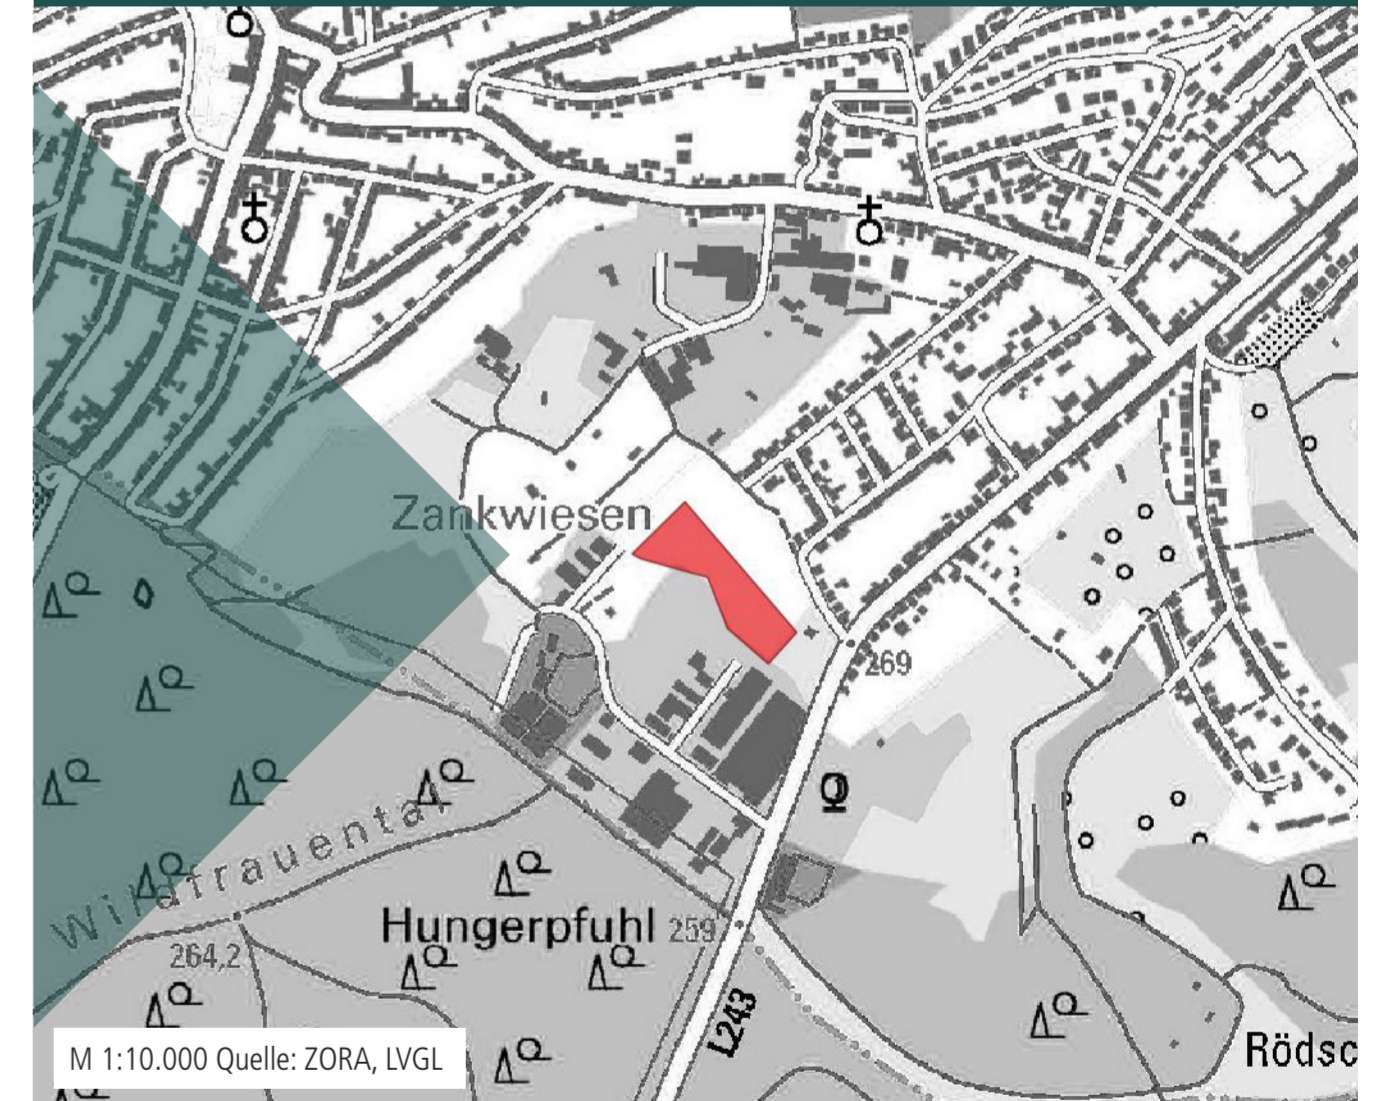 Zankwiesen
269
Wildfrauental
Hungerpfuhl 259
264,2
L243
Rödsc
M 1:10.000 Quelle: ZORA, LVGL